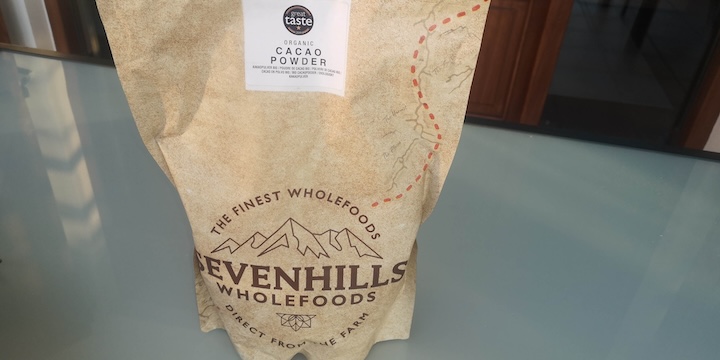 great
taste
ORGANIC
CACAO
POWDER
THE FINEST WHOLEFOODS
SEVENHILLS
WHOLEFOODS
DIRECT FROM THE FARM